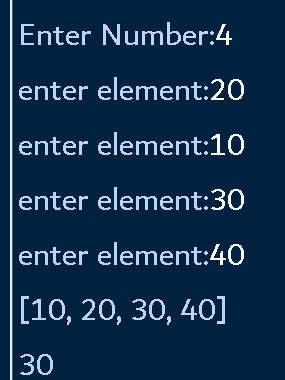 Enter Number:4
enter element:20
enter element:10
enter element:30
enter element:40
[10, 20, 30, 40]
30